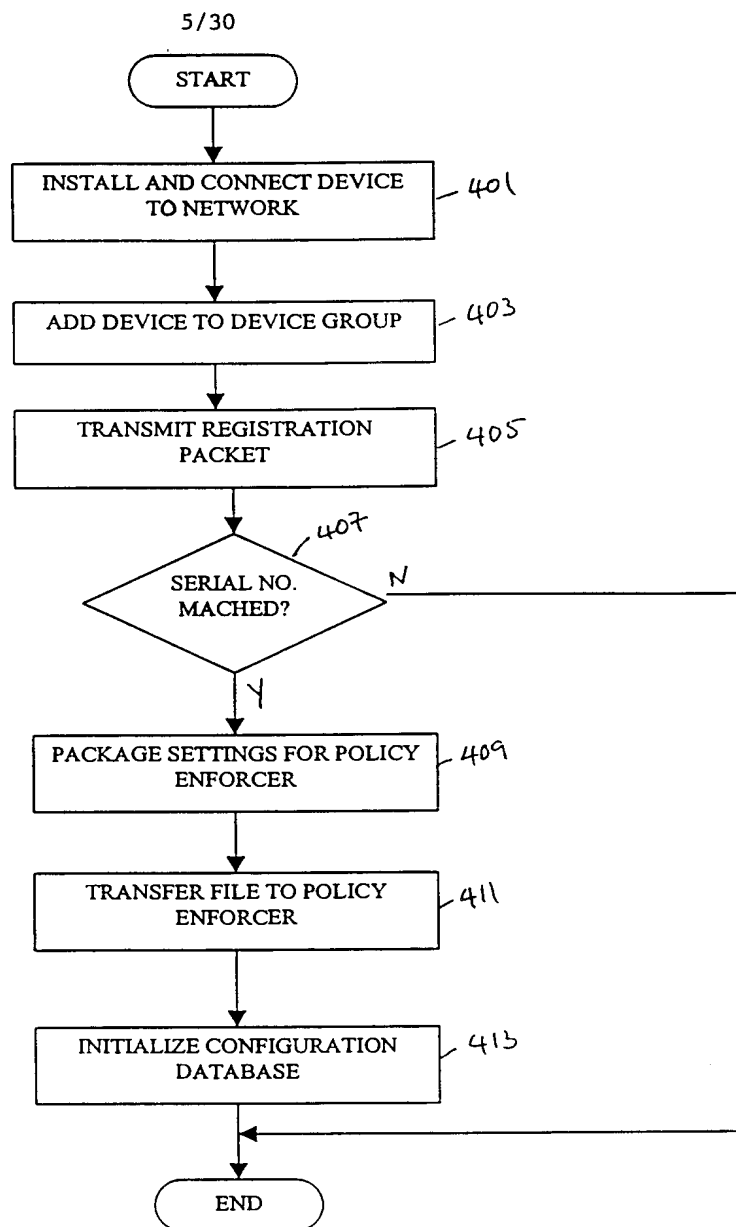 5/30
START
INSTALL AND CONNECT DEVICE
TO NETWORK
401
ADD DEVICE TO DEVICE GROUP
403
TRANSMIT REGISTRATION
PACKET
405
407
SERIAL NO.
MACHED?
N
Y
PACKAGE SETTINGS FOR POLICY
ENFORCER
409
TRANSFER FILE TO POLICY
ENFORCER
411
INITIALIZE CONFIGURATION
DATABASE
413
END